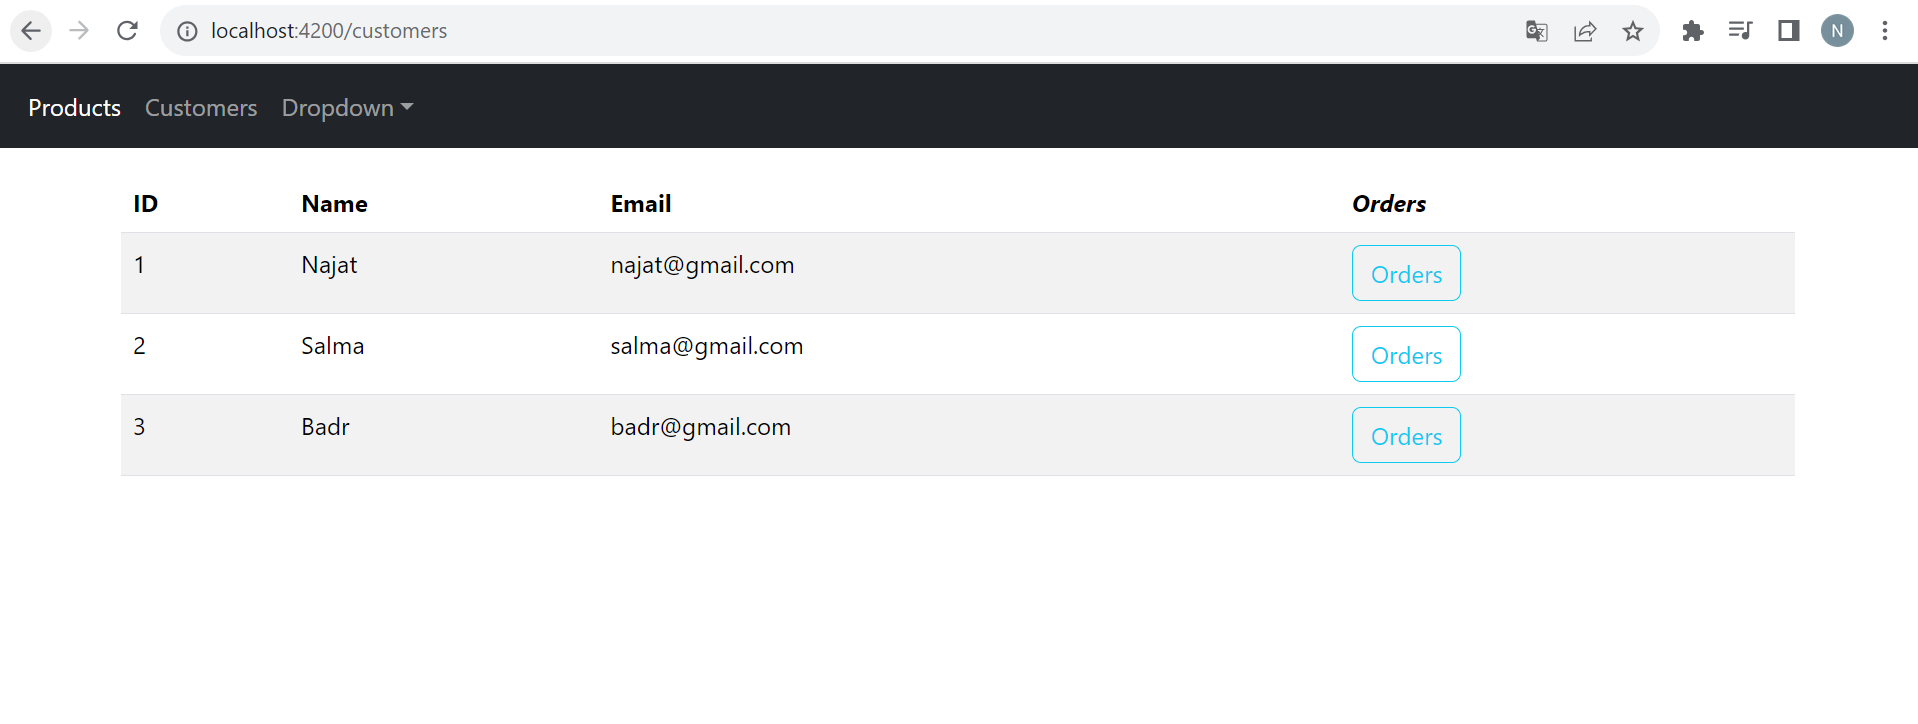 localhost:4200/customers
N
Products Customers Dropdown
ID Name Email Orders
1 Najat najat@gmail.com Orders
2 Salma salma@gmail.com Orders
3 Badr badr@gmail.com Orders